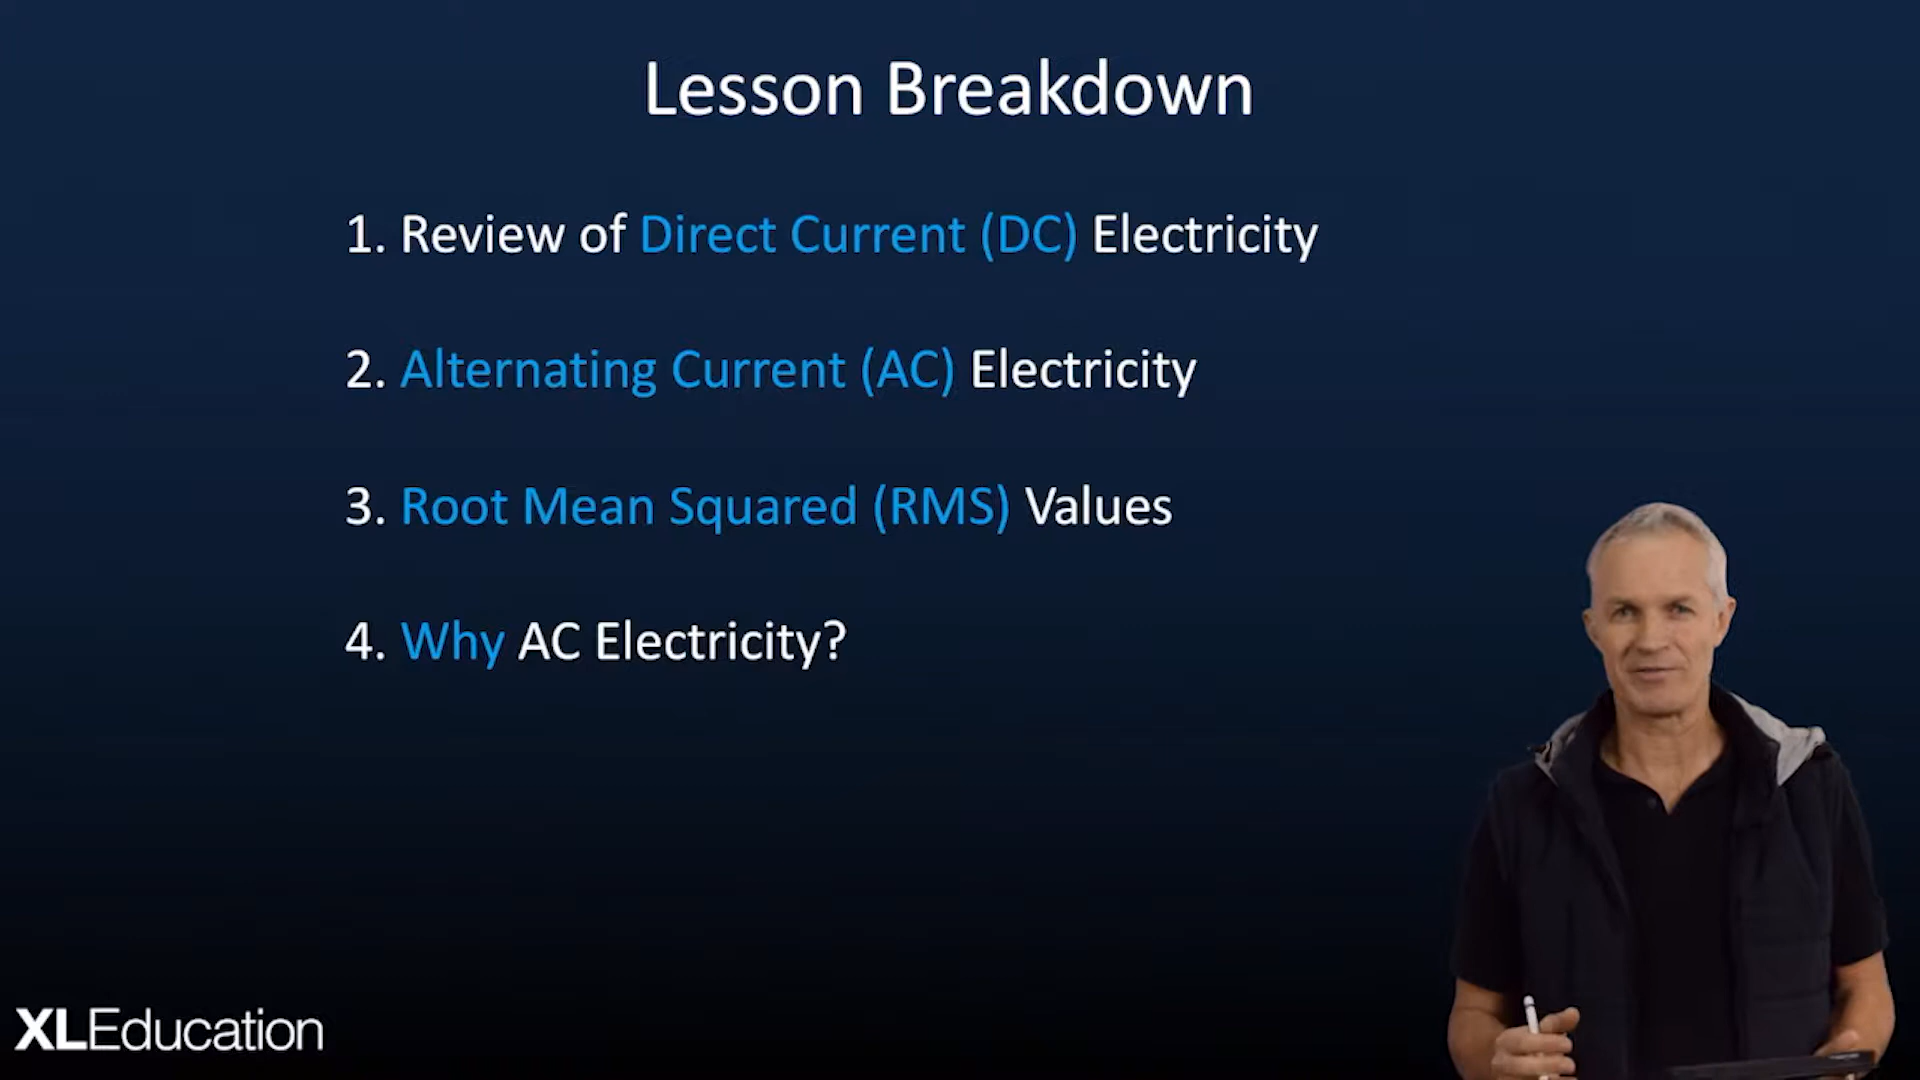 Lesson Breakdown
1. Review of Direct Current (DC) Electricity
2. Alternating Current (AC) Electricity
3. Root Mean Squared (RMS) Values
4. Why AC Electricity?
XLEducation